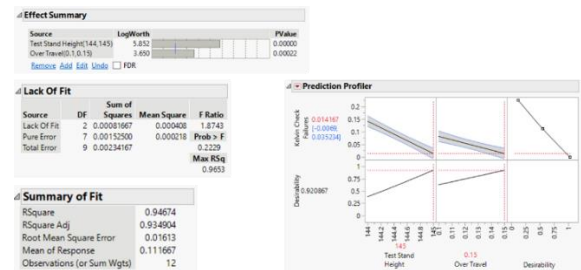 Effect Summary
Source LogWorth PValue
Test Stand Height(144,145) 5.852 0.00000
Over Travel(0.1,0.15) 3.650 0.00022
Remove Add Edit Undo FDR
Lack Of Fit
Sum of
Source DF Squares Mean Square F Ratio
Lack Of Fit 2 0.00081667 0.000408 1.8743
Pure Error 7 0.00152500 0.000218 Prob > F
Total Error 9 0.00234167 0.2229
Max RSq
0.9653
Summary of Fit
RSquare 0.94674
RSquare Adj 0.934904
Root Mean Square Error 0.01613
Mean of Response 0.111667
Observations (or Sum Wgts) 12
Prediction Profiler
Kelvin Check
Failures
0.014167
[-0.0069,
0.035234]
0.2
0.15
0.1
0.05
0
Desirability
0.920867
1
0.75
0.5
0.25
0
144
144.2
144.4
144.6
144.8
145
0.1
0.11
0.12
0.13
0.14
0.15
0
0.25
0.5
0.75
1
145
Test Stand
Height
0.15
Over Travel
Desirability